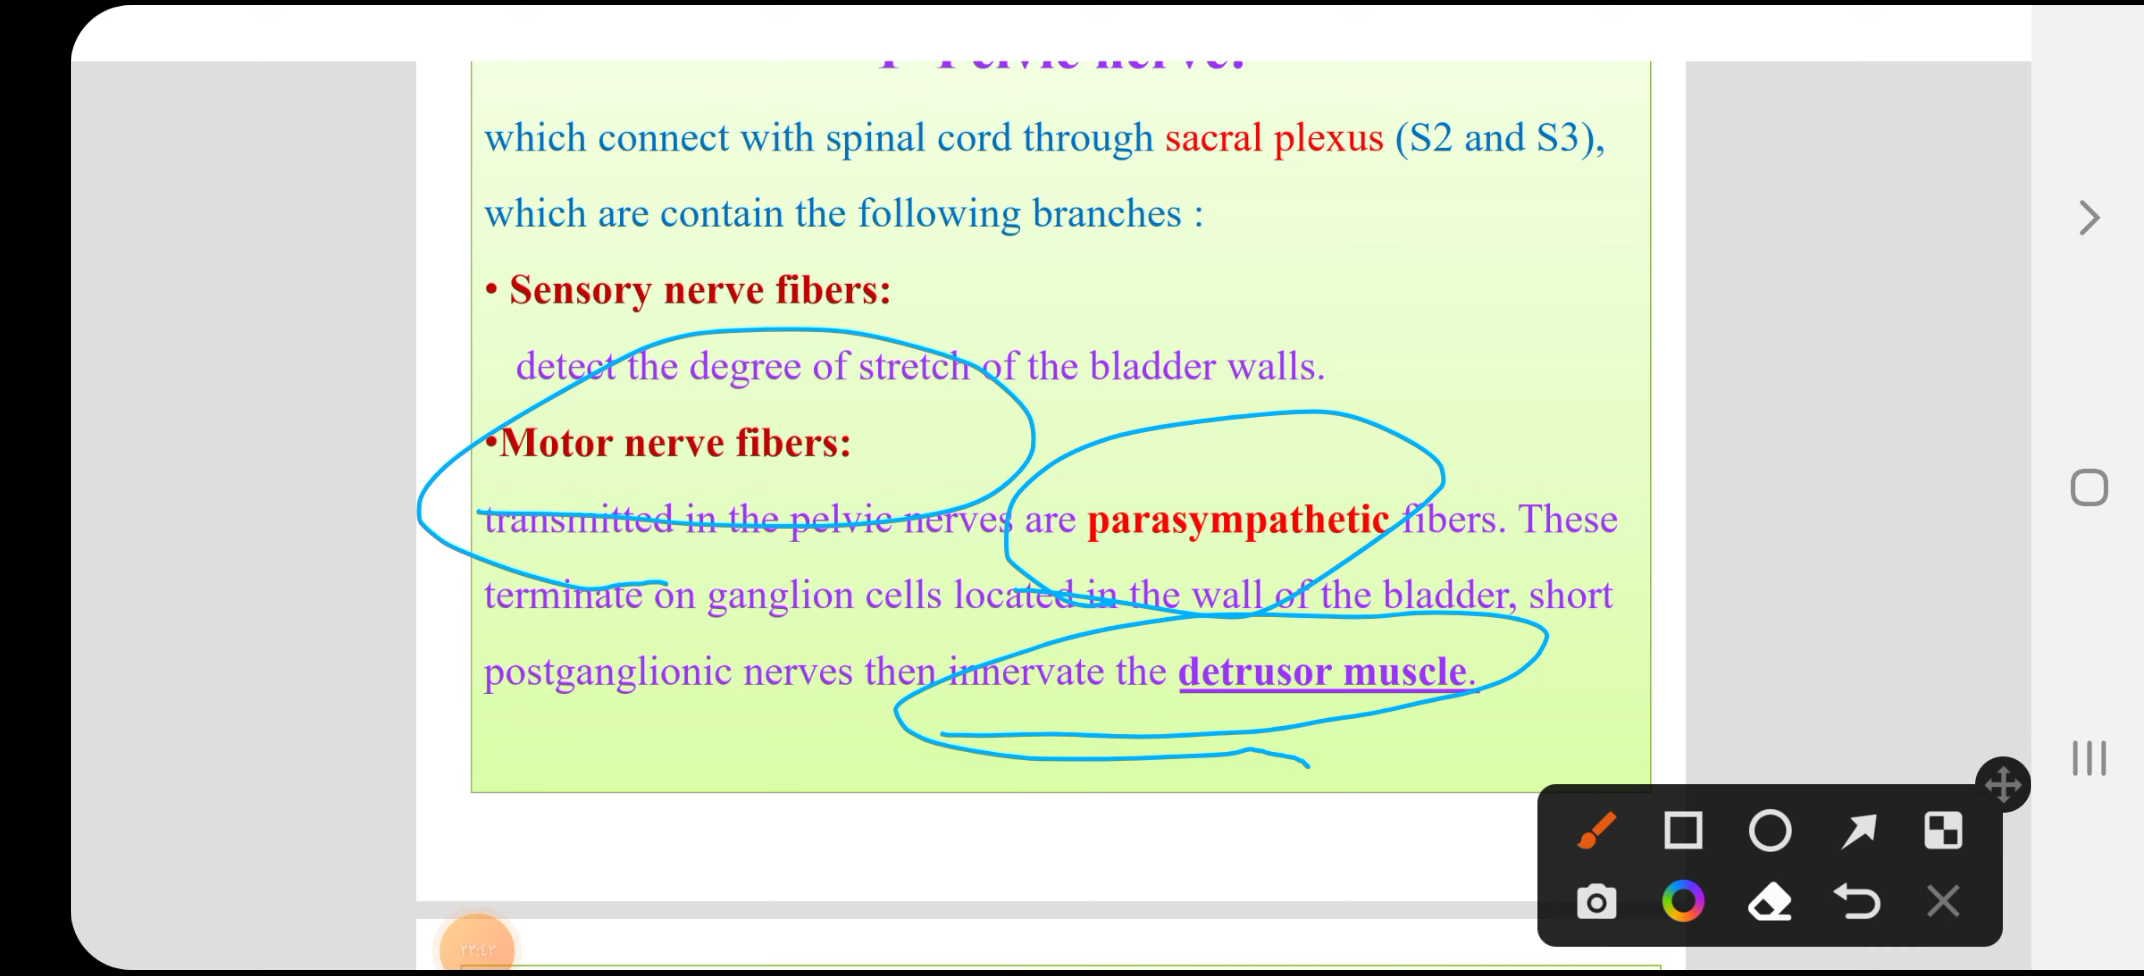 which connect with spinal cord through sacral plexus (S2 and S3),
which are contain the following branches :
• Sensory nerve fibers:
detect the degree of stretch of the bladder walls.
•Motor nerve fibers:
transmitted in the pelvic nerves are parasympathetic fibers. These
terminate on ganglion cells located in the wall of the bladder, short
postganglionic nerves then innervate the detrusor muscle.
٢٣:٤٣